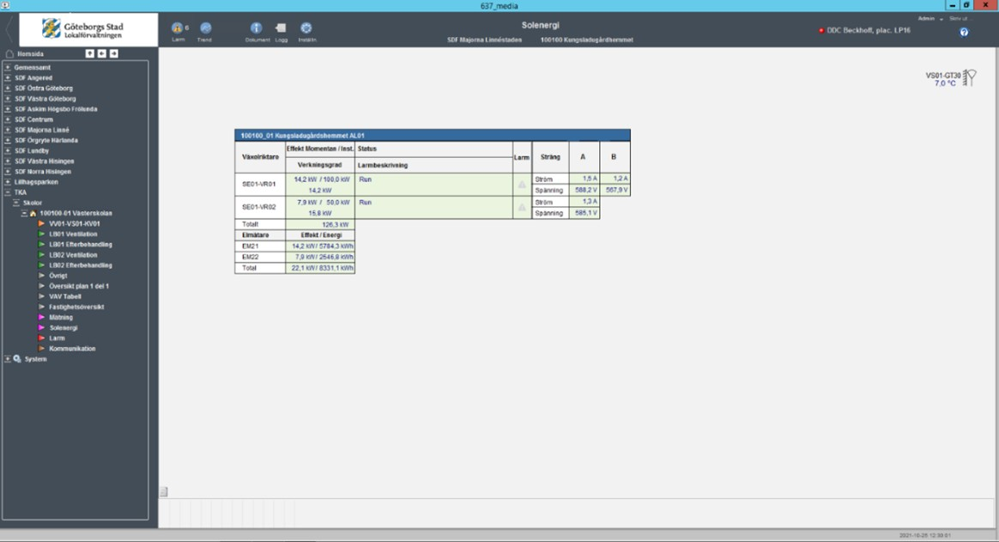 637_media
Göteborgs Stad
Lokalförvaltningen
6
Larm
Trend
Dokument
Logg
Inställn
Solenergi
SDF Majorna Linnéstaden
100100 Kungsladugårdhemmet
Admin
Skriv ut
DDC Beckhoff, plac. LP16
Hemsida
Gemensamt
SDF Angered
SDF Östra Göteborg
SDF Västra Göteborg
SDF Askim Högsbo Frölunda
SDF Centrum
SDF Majorna Linné
SDF Örgryte Härlanda
SDF Lundby
SDF Västra Hisingen
SDF Norra Hisingen
Lillhagsparken
TKA
Skolor
100100-01 Västerskolan
VV01-VS01-KV01
LB01 Ventilation
LB01 Efterbehandling
LB02 Ventilation
LB02 Efterbehandling
Övrigt
Översikt plan 1 del 1
VAV Tabell
Fastighetsöversikt
Mätning
Solenergi
Larm
Kommunikation
System
VS01-GT30
7,0 °C
100100_01 Kungsladugårdshemmet AL01
Växelriktare
Effekt Momentan / Inst.
Status
Larm
Sträng
A
B
Verkningsgrad
Larmbeskrivning
SE01-VR01
14,2 kW / 100,0 kW
Run
Ström
1,5 A
1,2 A
14,2 kW
Spänning
568,2 V
567,9 V
SE01-VR02
7,9 kW / 50,0 kW
Run
Ström
1,3 A
15,8 kW
Spänning
585,1 V
Totalt
126,3 kW
Elmätare
Effekt / Energi
EM21
14,2 kW/ 5784,3 kWh
EM22
7,9 kW / 2546,8 kWh
Total
22,1 kW/ 8331,1 kWh
2021-10-26 12:30:01